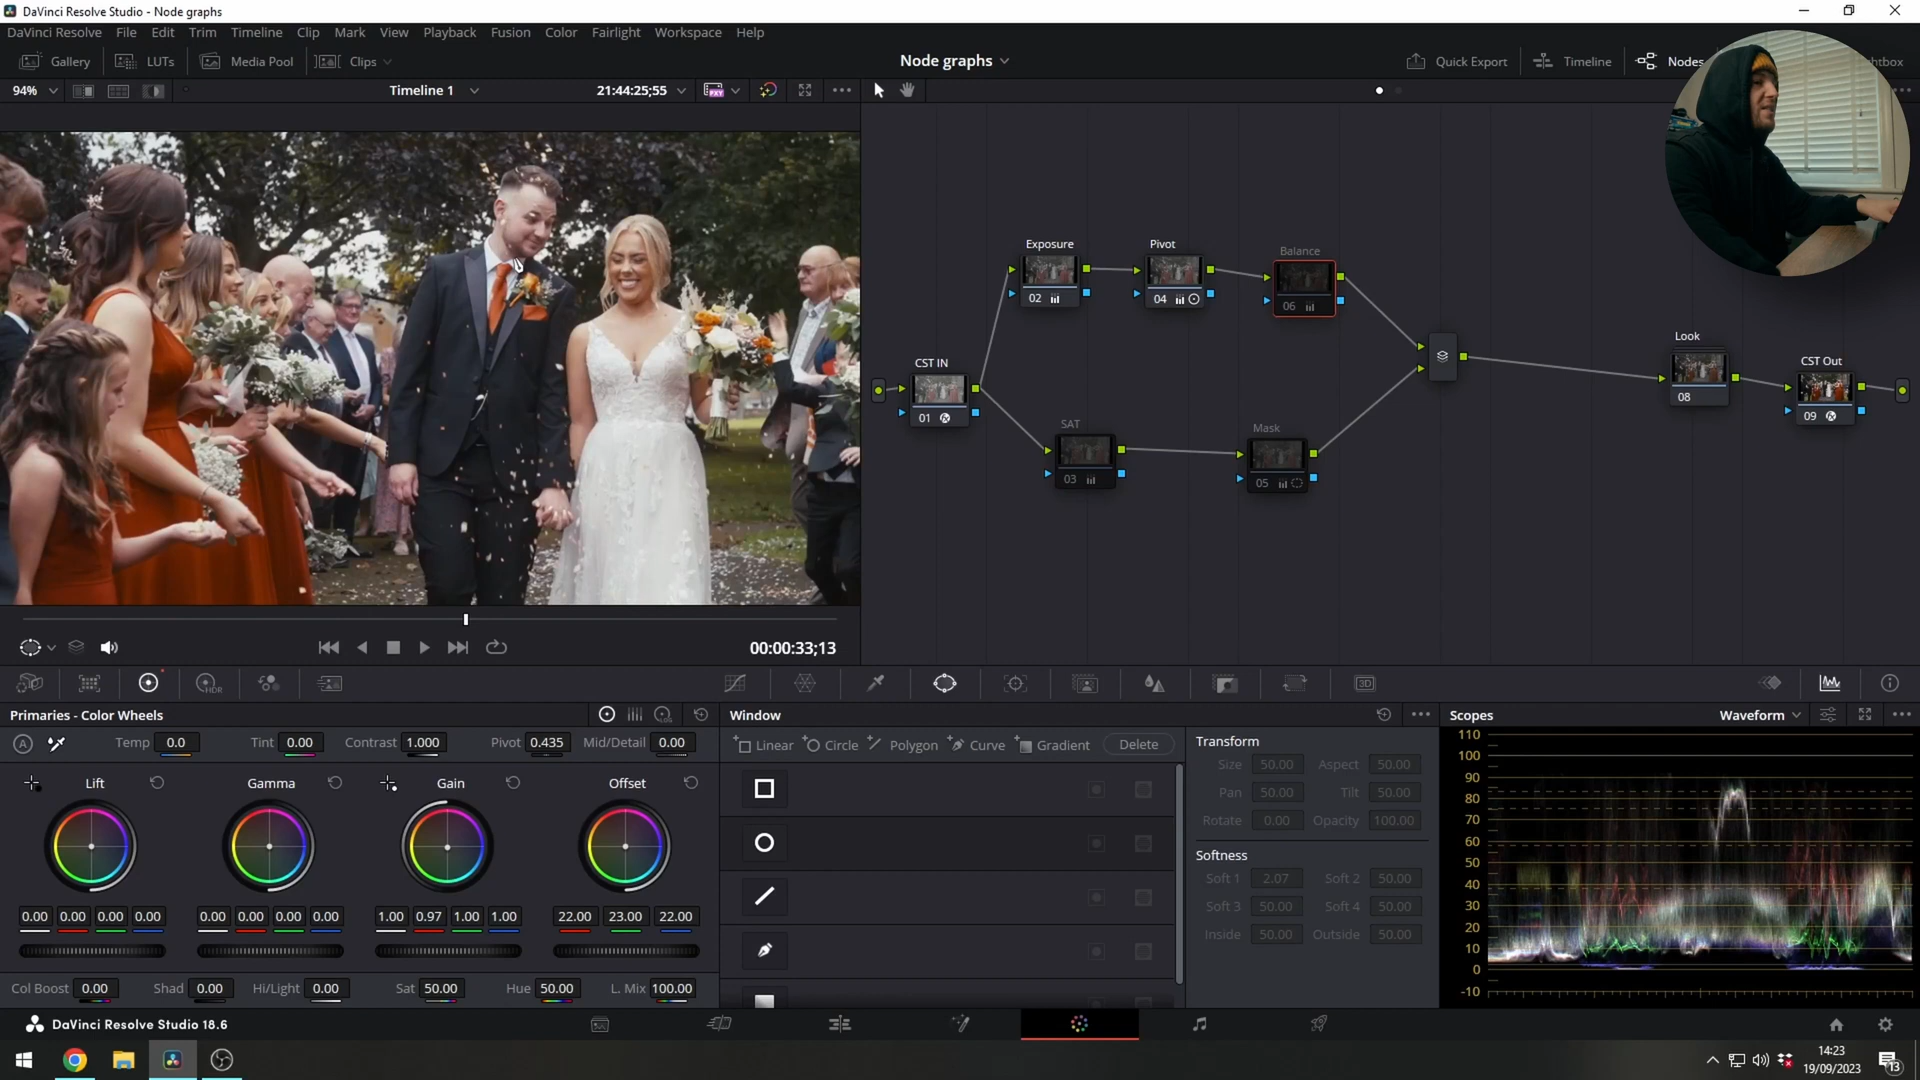 DaVinci Resolve Studio - Node graphs
DaVinci Resolve File Edit Trim Timeline Clip Mark View Playback Fusion Color Fairlight Workspace Help
Gallery LUTs Media Pool Clips Node graphs Quick Export Timeline Nodes htbox
94% Timeline 1 21:44:25;55
Exposure
02
Pivot
04
Balance
06
CST IN
01
SAT
03
Mask
05
Look
08
CST Out
09
00:00:33;13
HDR
3D
Primaries - Color Wheels
A Temp 0.0 Tint 0.00 Contrast 1.000 Pivot 0.435 Mid/Detail 0.00
Lift Gamma Gain Offset
0.00 0.00 0.00 0.00 0.00 0.00 0.00 0.00 1.00 0.97 1.00 1.00 22.00 23.00 22.00
Col Boost 0.00 Shad 0.00 Hi/Light 0.00 Sat 50.00 Hue 50.00 L. Mix 100.00
Window
Linear Circle Polygon Curve Gradient Delete
Transform
Size 50.00 Aspect 50.00
Pan 50.00 Tilt 50.00
Rotate 0.00 Opacity 100.00
Softness
Soft 1 2.07 Soft 2 50.00
Soft 3 50.00 Soft 4 50.00
Inside 50.00 Outside 50.00
Scopes Waveform
110
100
90
80
70
60
50
40
30
20
10
0
-10
DaVinci Resolve Studio 18.6
14:23
19/09/2023
13